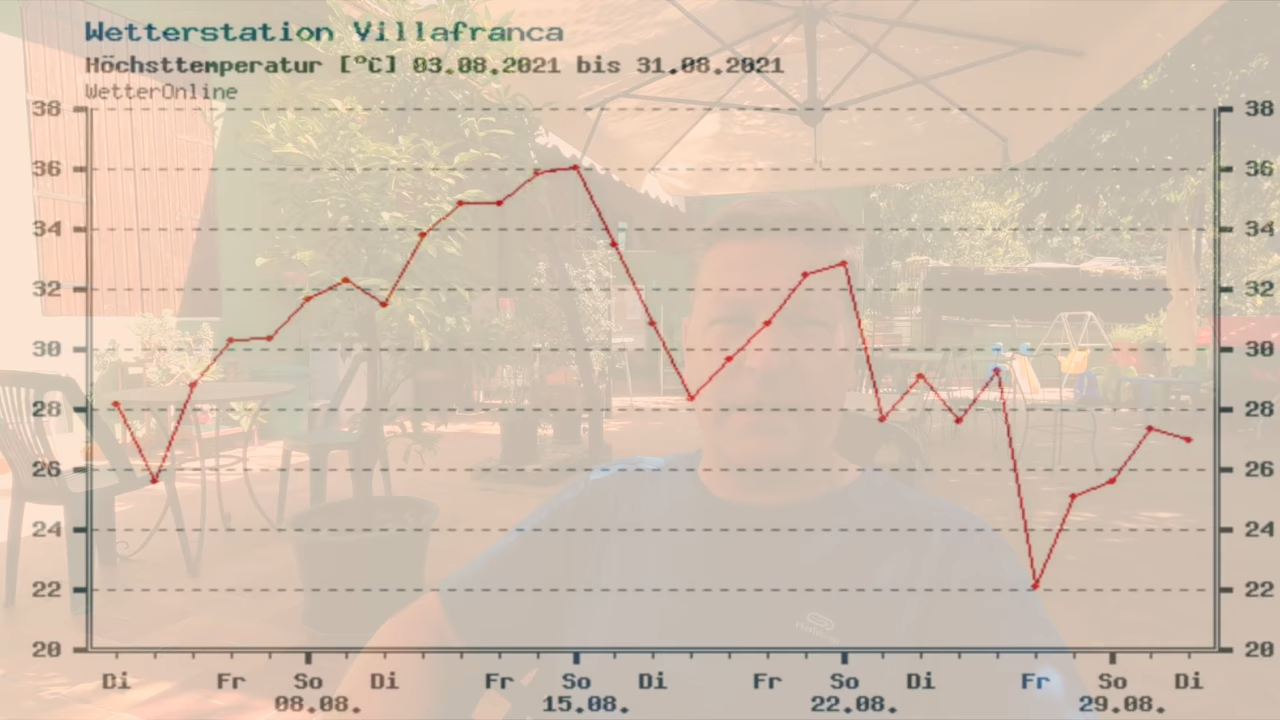 Wetterstation Villafranca
Höchsttemperatur [°C] 03.08.2021 bis 31.08.2021
WetterOnline
38 38
36 36
34 34
32 32
30 30
28 28
26 26
24 24
22 22
20 20
Di Fr So Di Fr So Di Fr So Di Fr So Di
08.08. 15.08. 22.08. 29.08.